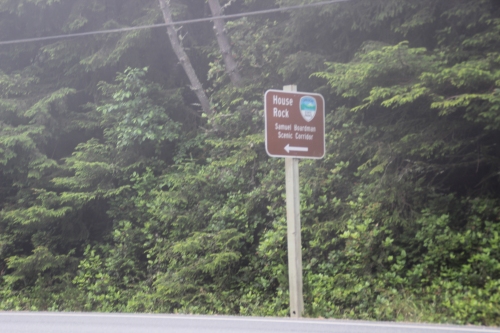 House
Rock
Samuel Boardman
Scenic Corridor